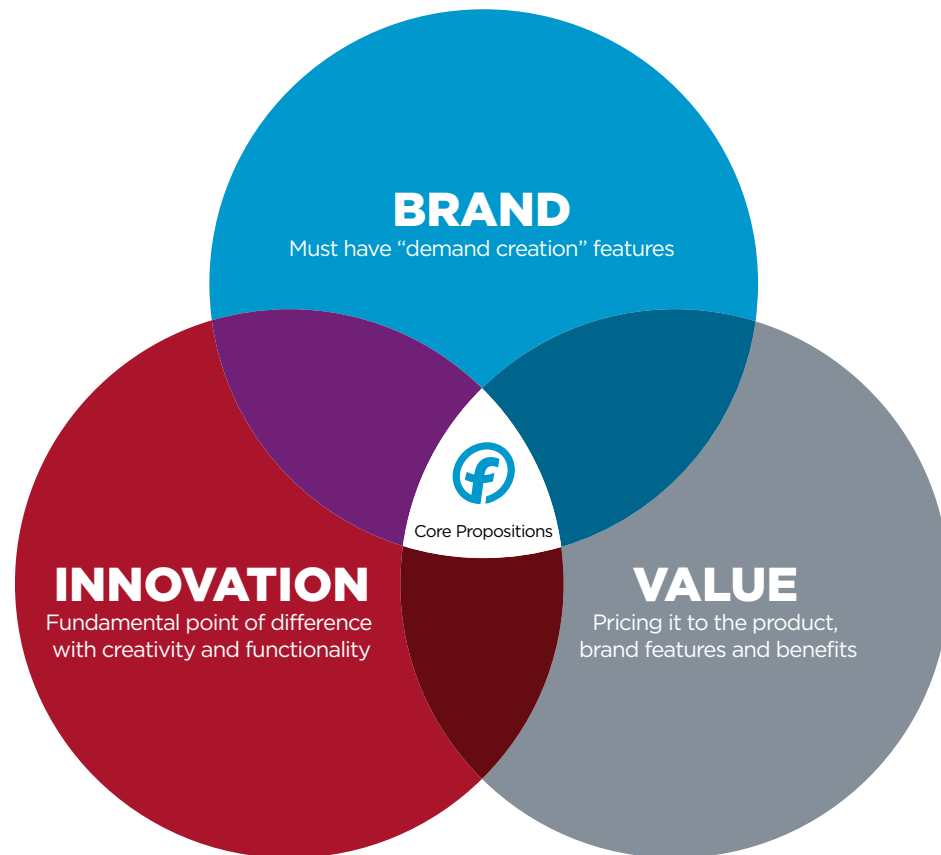 BRAND
Must have “demand creation” features
f
Core Propositions
INNOVATION
Fundamental point of difference
with creativity and functionality
VALUE
Pricing it to the product,
brand features and benefits